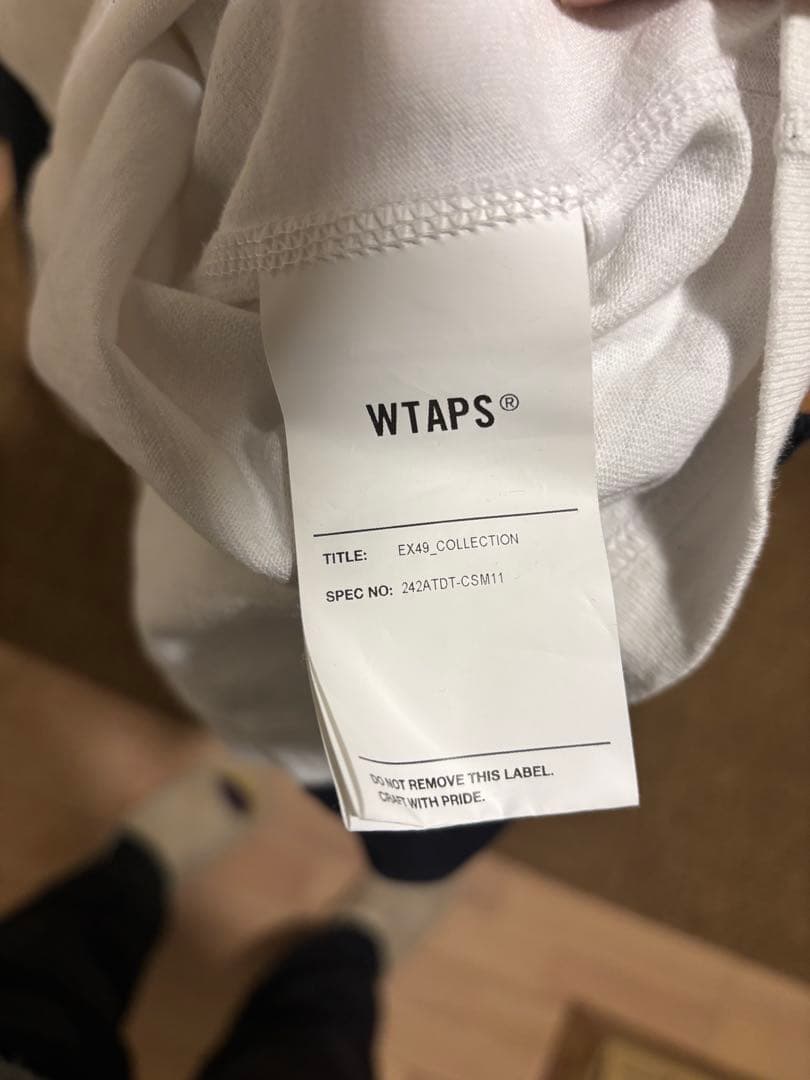 WTAPS®
TITLE: EX49_COLLECTION
SPEC NO: 242ATDT-CSM11
DO NOT REMOVE THIS LABEL.
CRAFT WITH PRIDE.